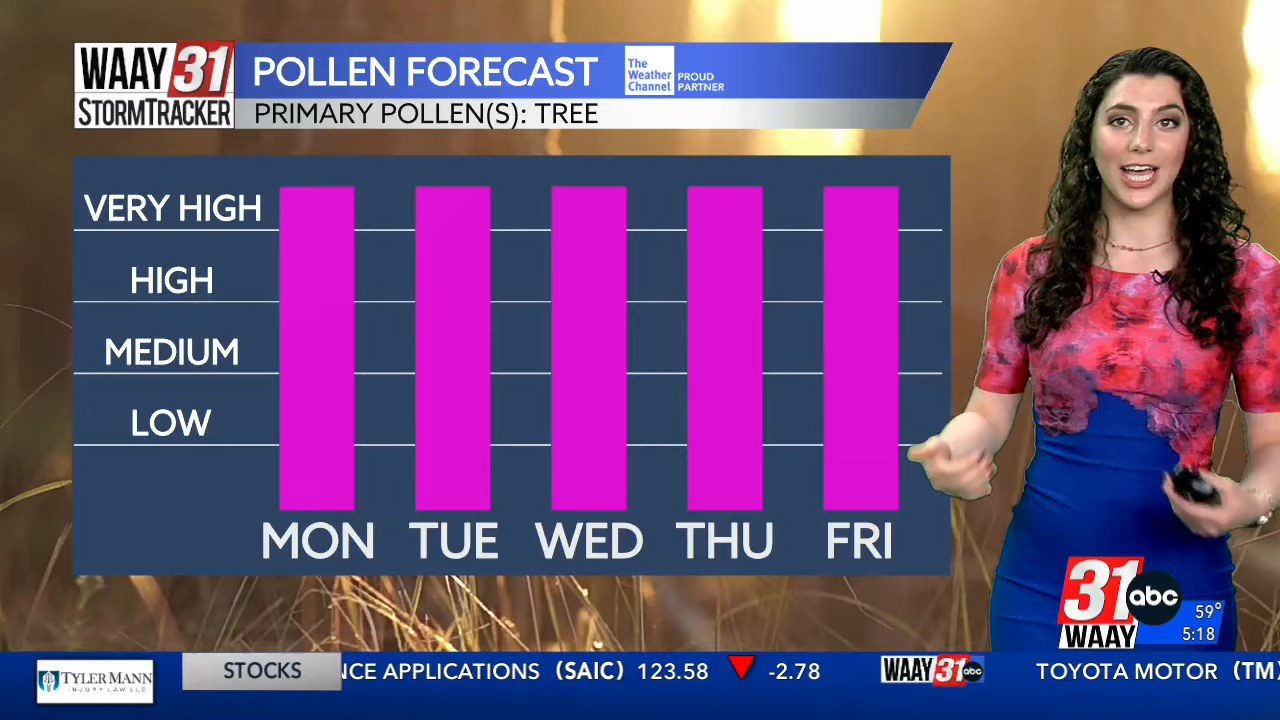 WAAY 31
STORMTRACKER
POLLEN FORECAST
The Weather Channel
PROUD PARTNER
PRIMARY POLLEN(S): TREE
VERY HIGH
HIGH
MEDIUM
LOW
MON TUE WED THU FRI
31 abc
WAAY
59°
5:18
TYLER MANN
INJURY LAW LLC
STOCKS
NCE APPLICATIONS (SAIC) 123.58 ▼ -2.78 WAAY 31 abc TOYOTA MOTOR (TM)